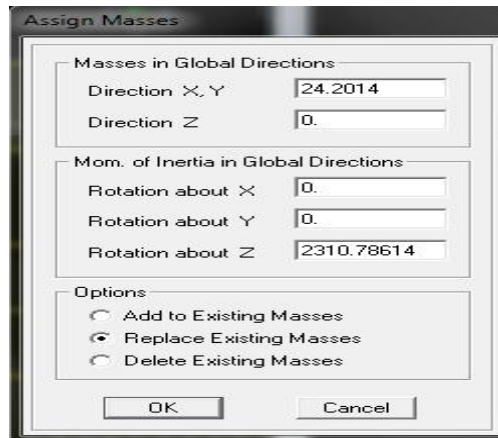 Assign Masses
Masses in Global Directions
Direction X, Y 24.2014
Direction Z 0.
Mom. of Inertia in Global Directions
Rotation about X 0.
Rotation about Y 0.
Rotation about Z 2310.78614
Options
Add to Existing Masses
Replace Existing Masses
Delete Existing Masses
OK Cancel